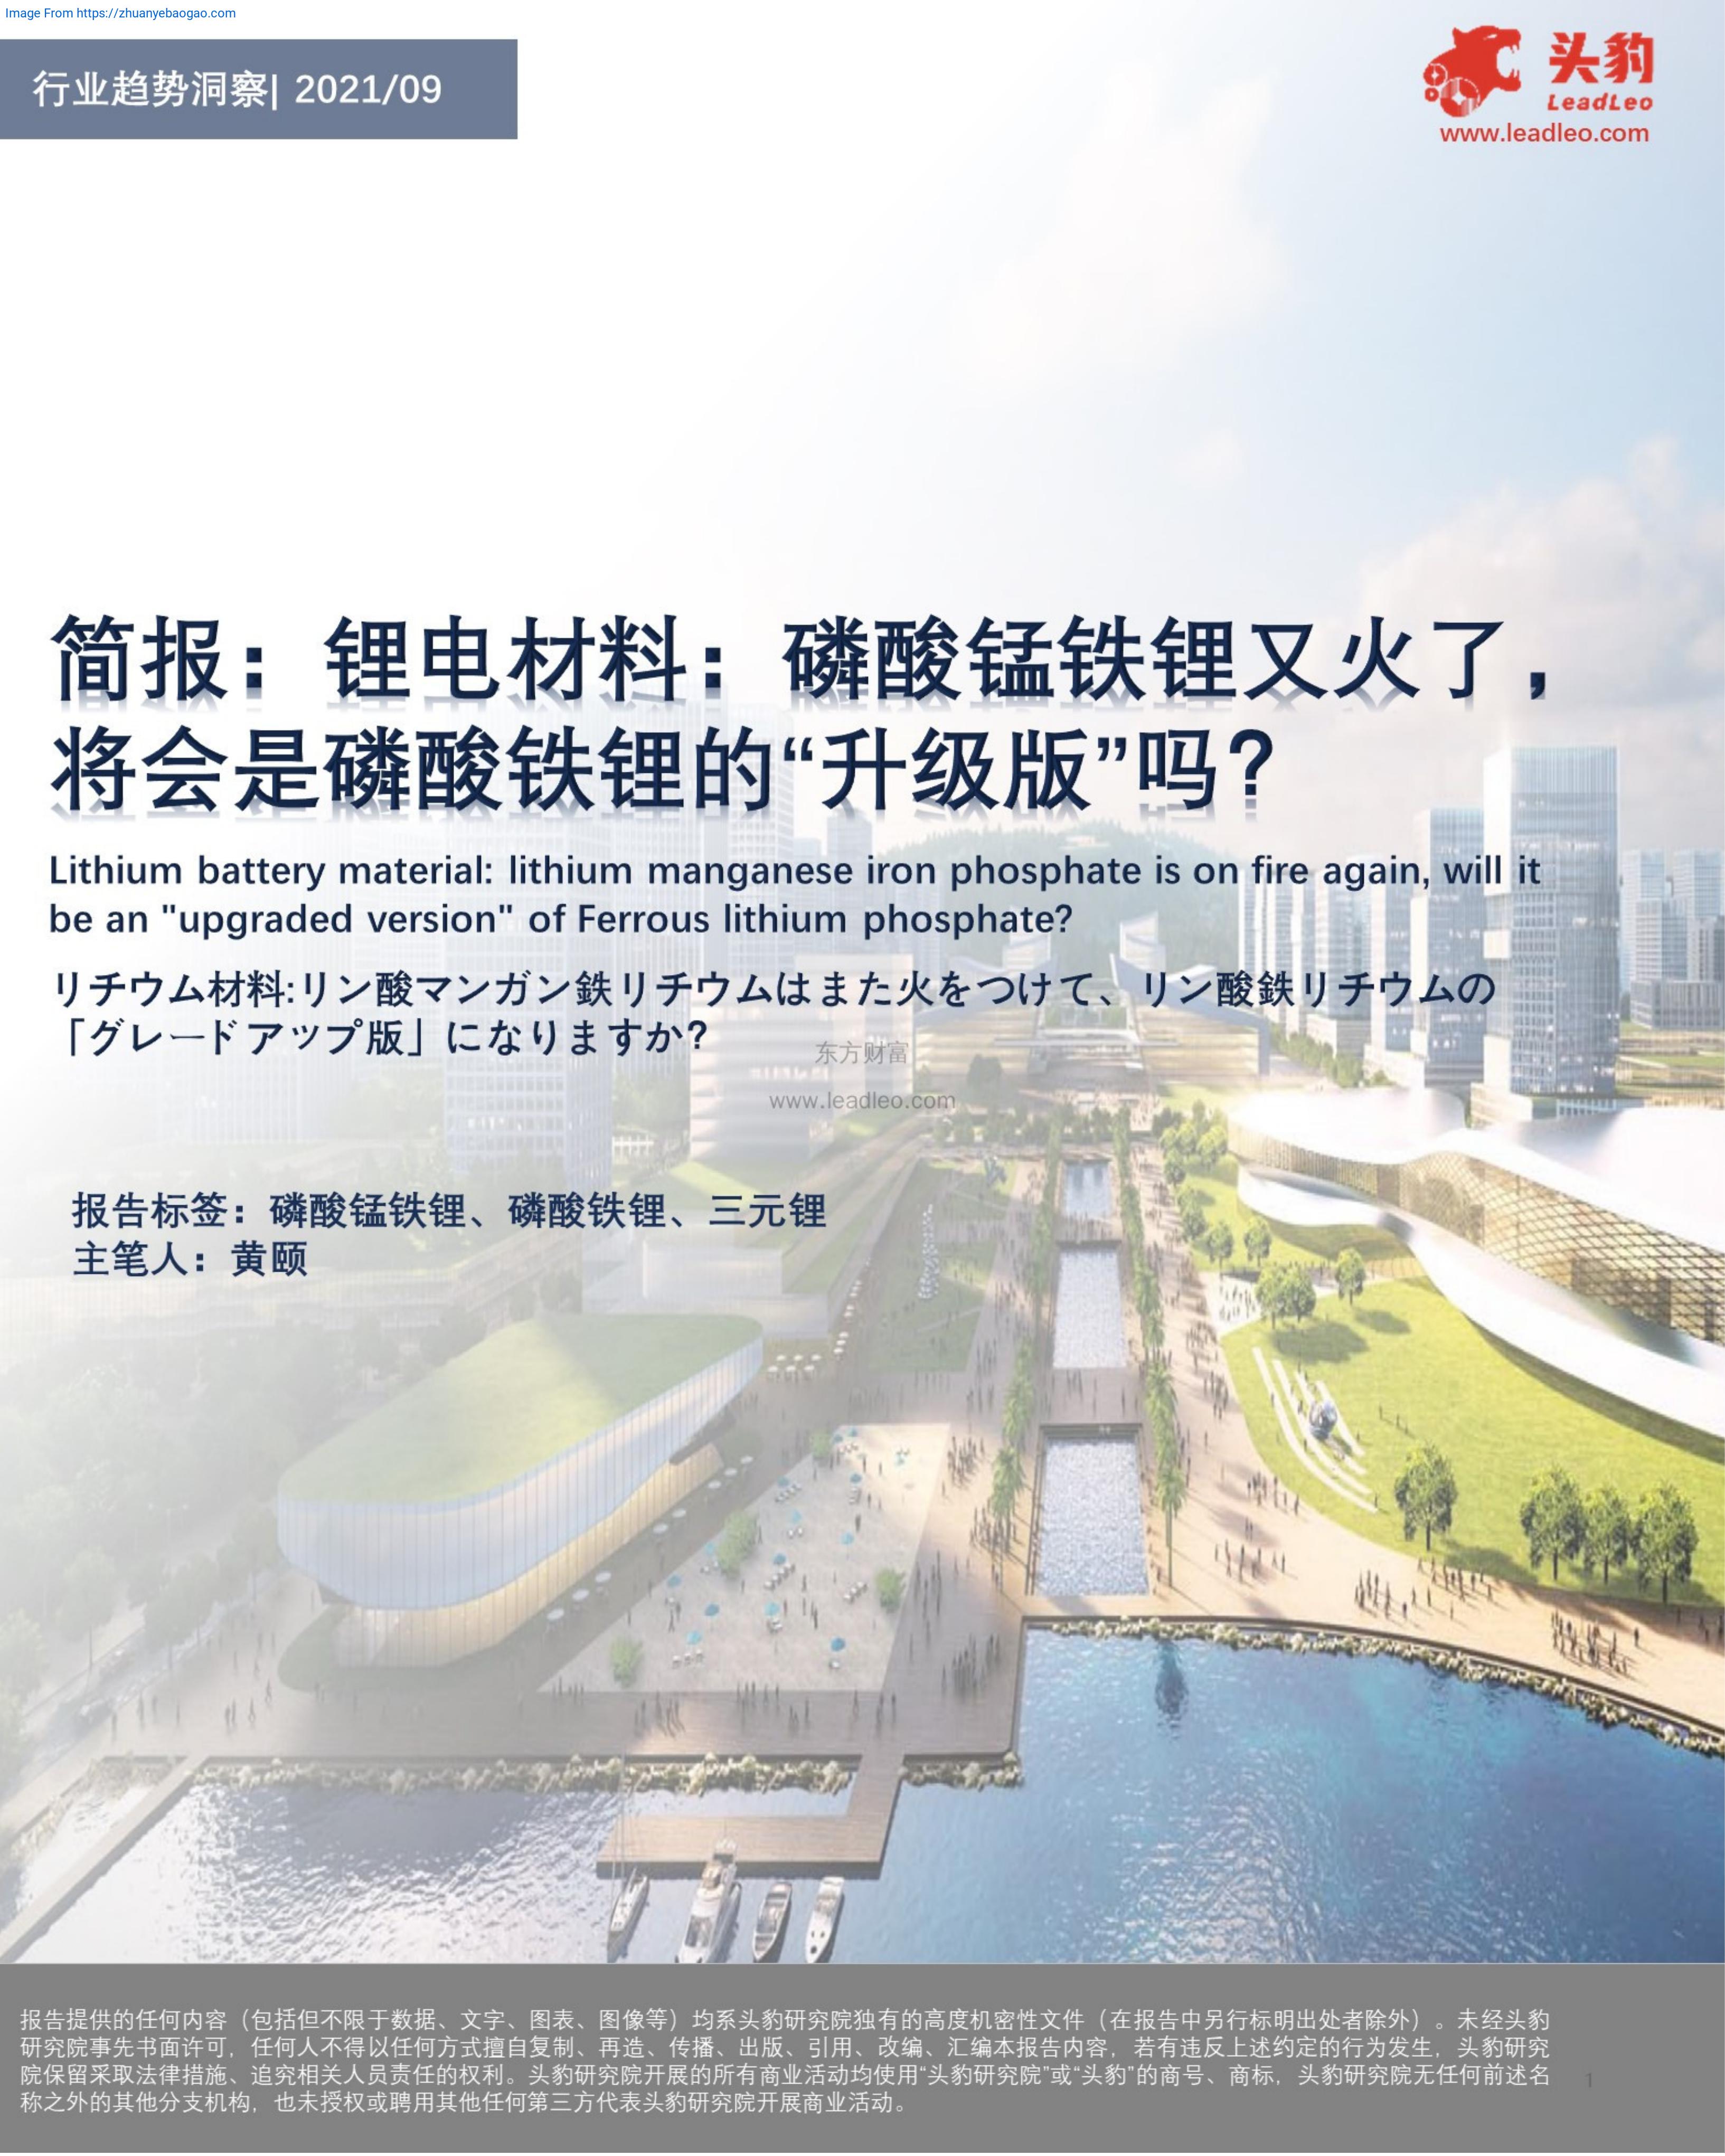 Image From https://zhuanyebaogao.com
行业趋势洞察| 2021/09
头豹
LeadLeo
www.leadleo.com
简报：锂电材料：磷酸锰铁锂又火了，
将会是磷酸铁锂的“升级版”吗？
Lithium battery material: lithium manganese iron phosphate is on fire again, will it
be an "upgraded version" of Ferrous lithium phosphate?
リチウム材料:リン酸マンガン鉄リチウムはまた火をつけて、リン酸鉄リチウムの
「グレードアップ版」になりますか?
东方财富
www.leadleo.com
报告标签：磷酸锰铁锂、磷酸铁锂、三元锂
主笔人：黄颐
报告提供的任何内容（包括但不限于数据、文字、图表、图像等）均系头豹研究院独有的高度机密性文件（在报告中另行标明出处者除外）。未经头豹
研究院事先书面许可，任何人不得以任何方式擅自复制、再造、传播、出版、引用、改编、汇编本报告内容，若有违反上述约定的行为发生，头豹研究
院保留采取法律措施、追究相关人员责任的权利。头豹研究院开展的所有商业活动均使用“头豹研究院”或“头豹”的商号、商标，头豹研究院无任何前述名
称之外的其他分支机构，也未授权或聘用其他任何第三方代表头豹研究院开展商业活动。
1